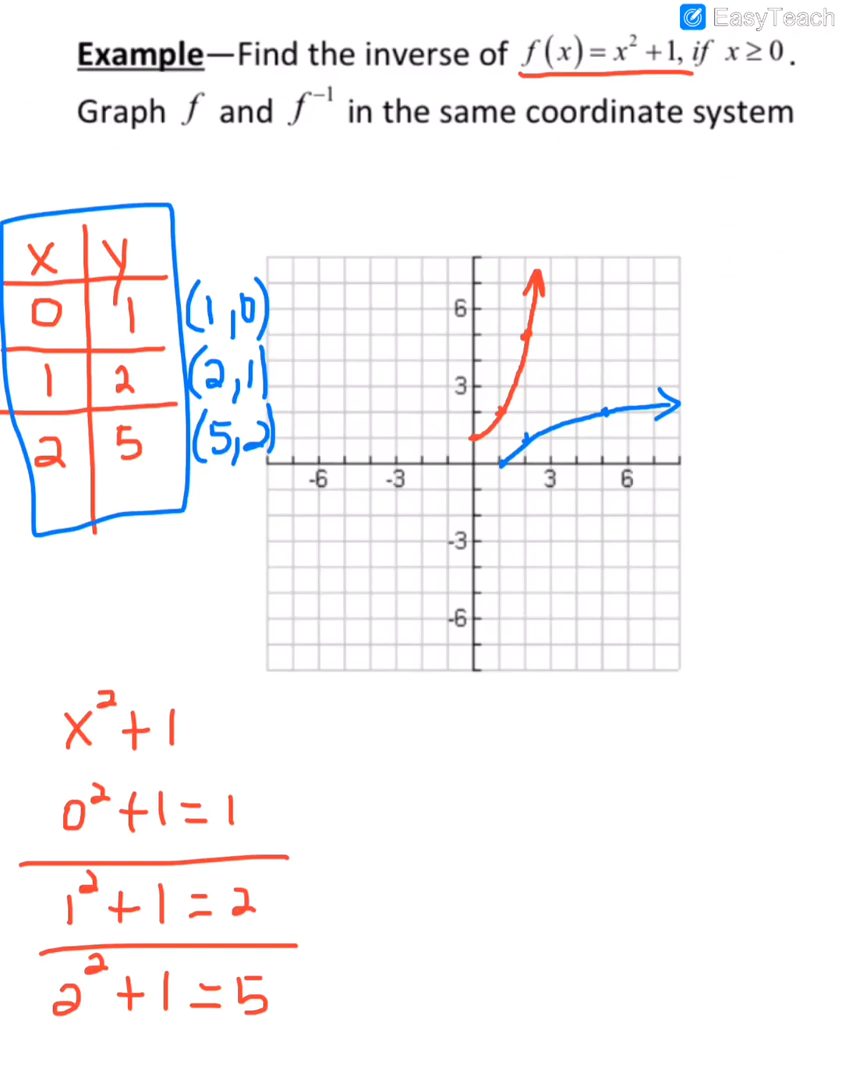 EasyTeach
Example—Find the inverse of f(x)=x²+1, if x≥0.
Graph f and f⁻¹ in the same coordinate system
x y
0 1 (1,0)
1 2 (2,1)
2 5 (5,2)
6
3
-6 -3 3 6
-3
-6
x²+1
0²+1=1
1²+1=2
2²+1=5